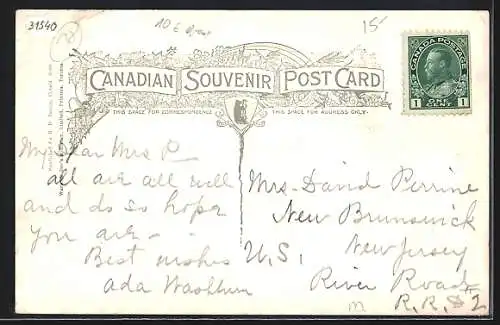 31540
10 €
15-
CANADIAN SOUVENIR POST CARD
THIS SPACE FOR CORRESPONDENCE
THIS SPACE FOR ADDRESS ONLY.
CANADA POSTAGE
1 ONE CENT 1
My Dear Mrs P
all are all well
and do so hope
you are -
Best wishes
Ada Washburn
Mrs. David Perrine
New Brunswick
U.S. New Jersey
River Road
R.R. #2
m